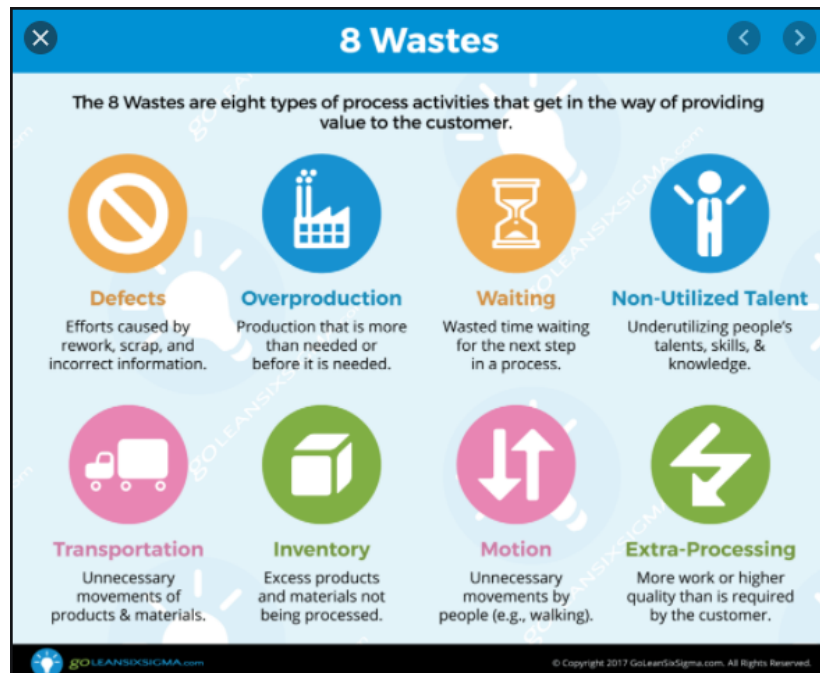 8 Wastes
The 8 Wastes are eight types of process activities that get in the way of providing
value to the customer.
Defects
Efforts caused by
rework, scrap, and
incorrect information.
Overproduction
Production that is more
than needed or
before it is needed.
Waiting
Wasted time waiting
for the next step
in a process.
Non-Utilized Talent
Underutilizing people's
talents, skills, &
knowledge.
Transportation
Unnecessary
movements of
products & materials.
Inventory
Excess products
and materials not
being processed.
Motion
Unnecessary
movements by
people (e.g., walking).
Extra-Processing
More work or higher
quality than is required
by the customer.
goLEANSIXSIGMA.com
© Copyright 2017 GoLeanSixSigma.com. All Rights Reserved.